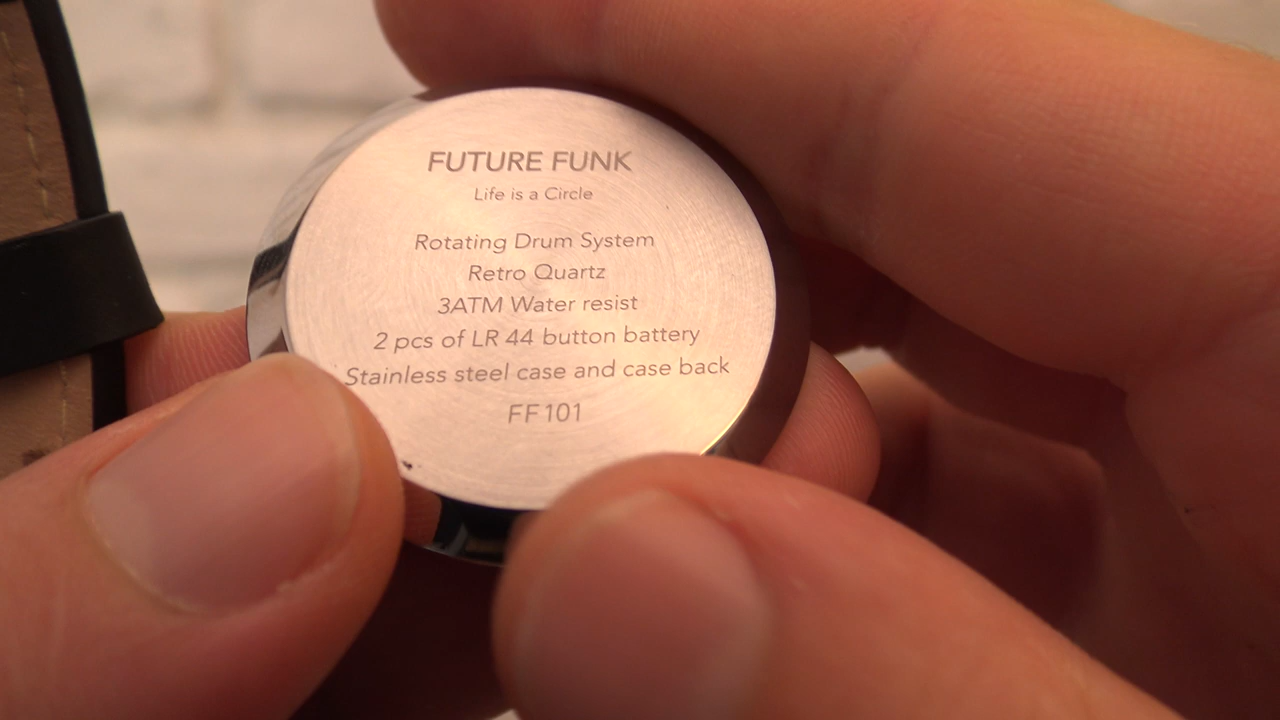 FUTURE FUNK
Life is a Circle
Rotating Drum System
Retro Quartz
3ATM Water resist
2 pcs of LR 44 button battery
Stainless steel case and case back
FF101